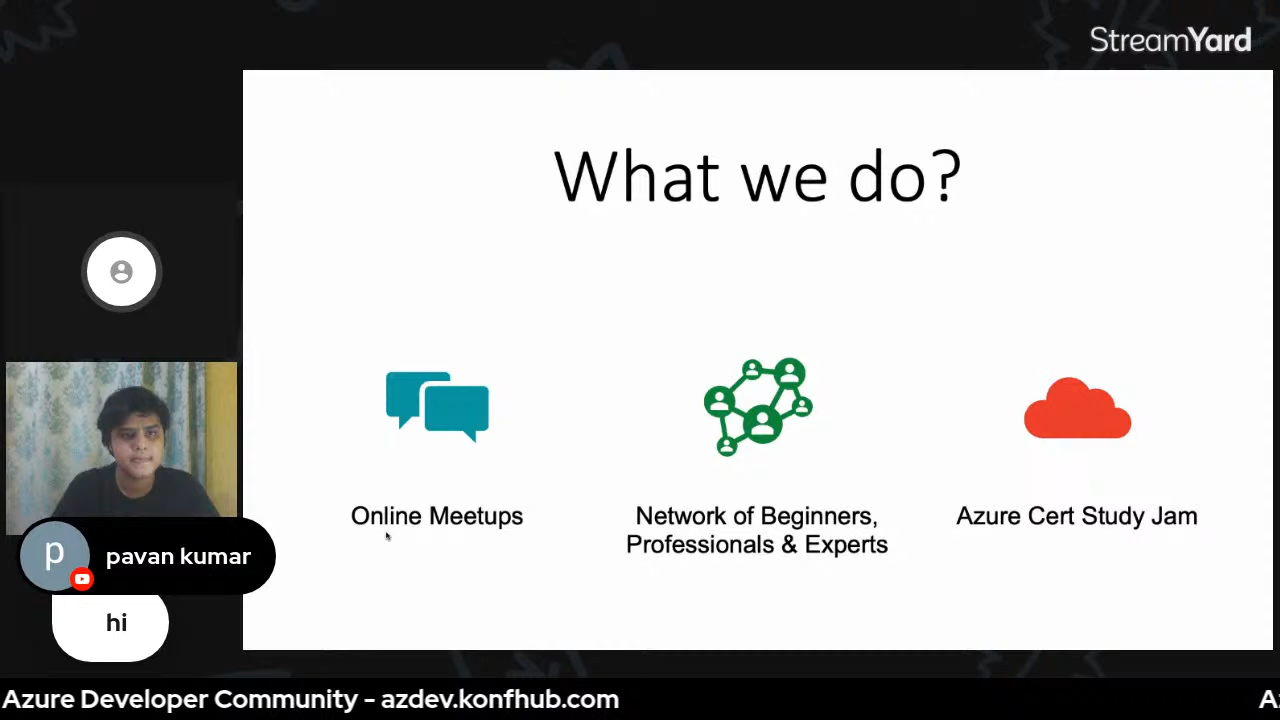 StreamYard
What we do?
Online Meetups
Network of Beginners,
Professionals & Experts
Azure Cert Study Jam
p
pavan kumar
hi
Azure Developer Community - azdev.konfhub.com
Az